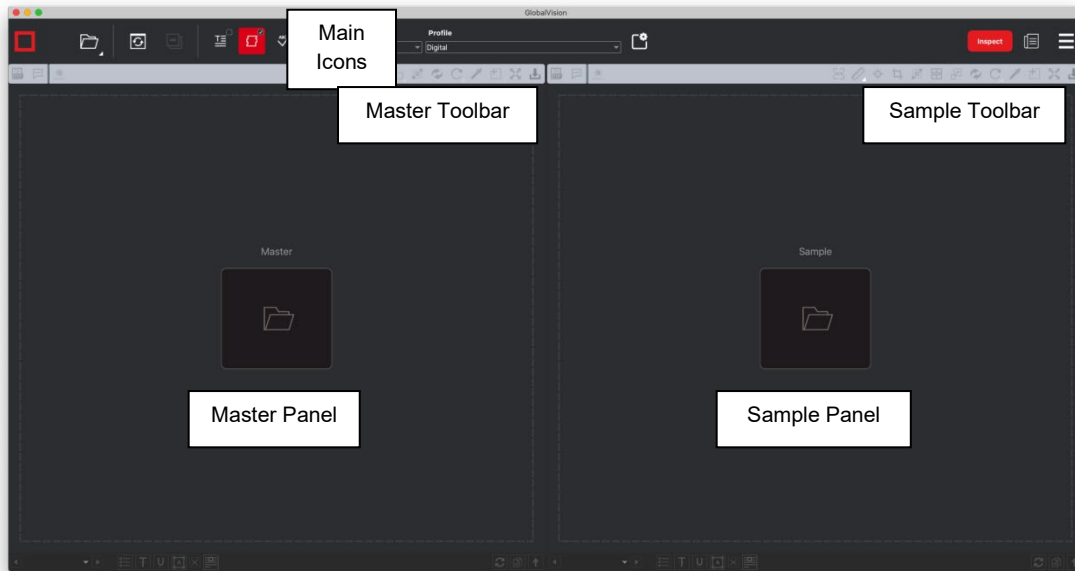 GlobalVision
Main
Icons
Profile
Digital
Inspect
Master Toolbar
Sample Toolbar
Master
Sample
Master Panel
Sample Panel